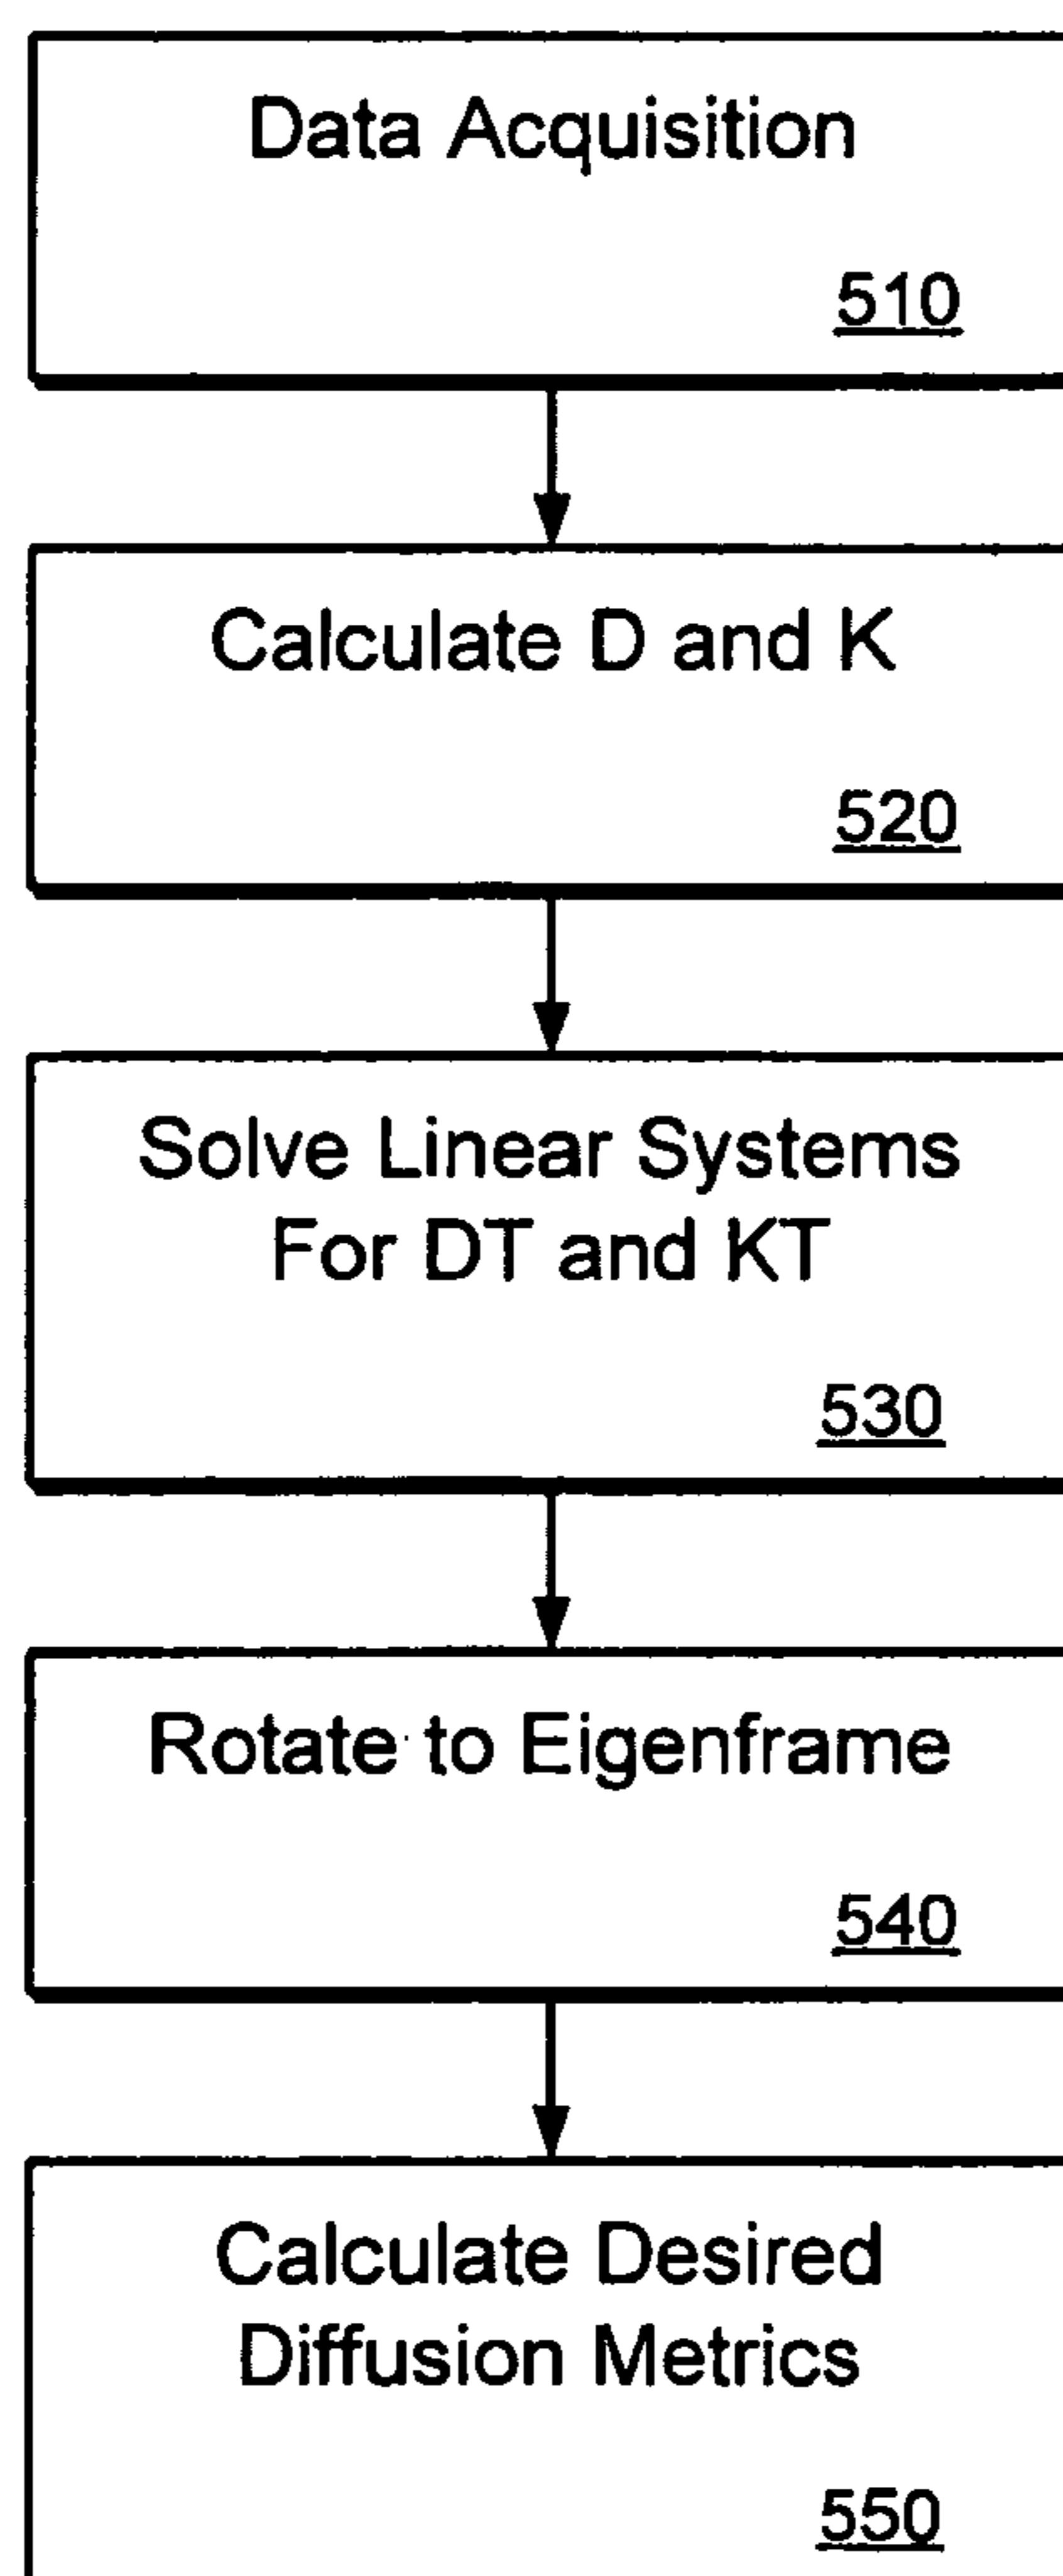 Data Acquisition
510
Calculate D and K
520
Solve Linear Systems
For DT and KT
530
Rotate to Eigenframe
540
Calculate Desired
Diffusion Metrics
550